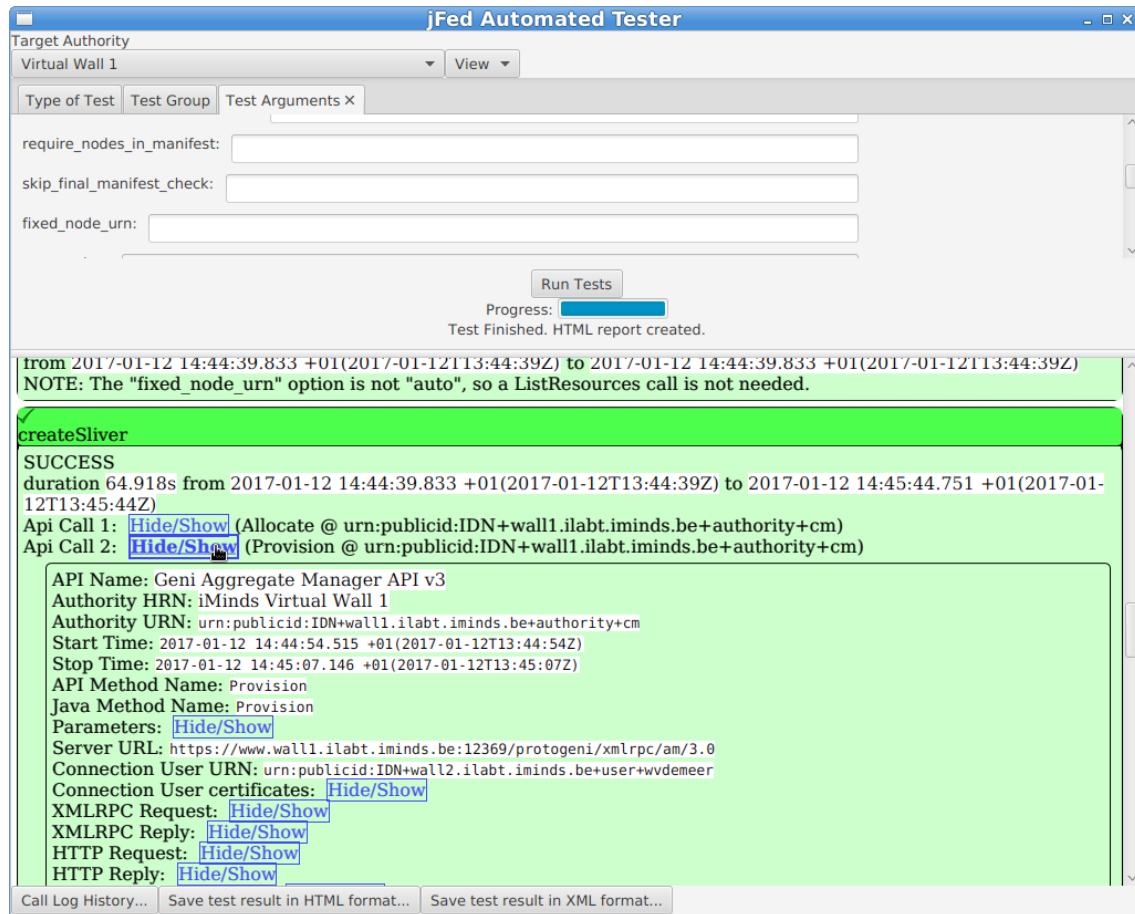 jFed Automated Tester
Target Authority
Virtual Wall 1
View
Type of Test
Test Group
Test Arguments ×
require_nodes_in_manifest:
skip_final_manifest_check:
fixed_node_urn:
Run Tests
Progress:
Test Finished. HTML report created.
from 2017-01-12 14:44:39.833 +01(2017-01-12T13:44:39Z) to 2017-01-12 14:44:39.833 +01(2017-01-12T13:44:39Z)
NOTE: The "fixed_node_urn" option is not "auto", so a ListResources call is not needed.
createSliver
SUCCESS
duration 64.918s from 2017-01-12 14:44:39.833 +01(2017-01-12T13:44:39Z) to 2017-01-12 14:45:44.751 +01(2017-01-
12T13:45:44Z)
Api Call 1: Hide/Show (Allocate @ urn:publicid:IDN+wall1.ilabt.iminds.be+authority+cm)
Api Call 2: Hide/Show (Provision @ urn:publicid:IDN+wall1.ilabt.iminds.be+authority+cm)
API Name: Geni Aggregate Manager API v3
Authority HRN: iMinds Virtual Wall 1
Authority URN: urn:publicid:IDN+wall1.ilabt.iminds.be+authority+cm
Start Time: 2017-01-12 14:44:54.515 +01(2017-01-12T13:44:54Z)
Stop Time: 2017-01-12 14:45:07.146 +01(2017-01-12T13:45:07Z)
API Method Name: Provision
Java Method Name: Provision
Parameters: Hide/Show
Server URL: https://www.wall1.ilabt.iminds.be:12369/protogeni/xmlrpc/am/3.0
Connection User URN: urn:publicid:IDN+wall2.ilabt.iminds.be+user+wvdemeer
Connection User certificates: Hide/Show
XMLRPC Request: Hide/Show
XMLRPC Reply: Hide/Show
HTTP Request: Hide/Show
HTTP Reply: Hide/Show
Call Log History...
Save test result in HTML format...
Save test result in XML format...